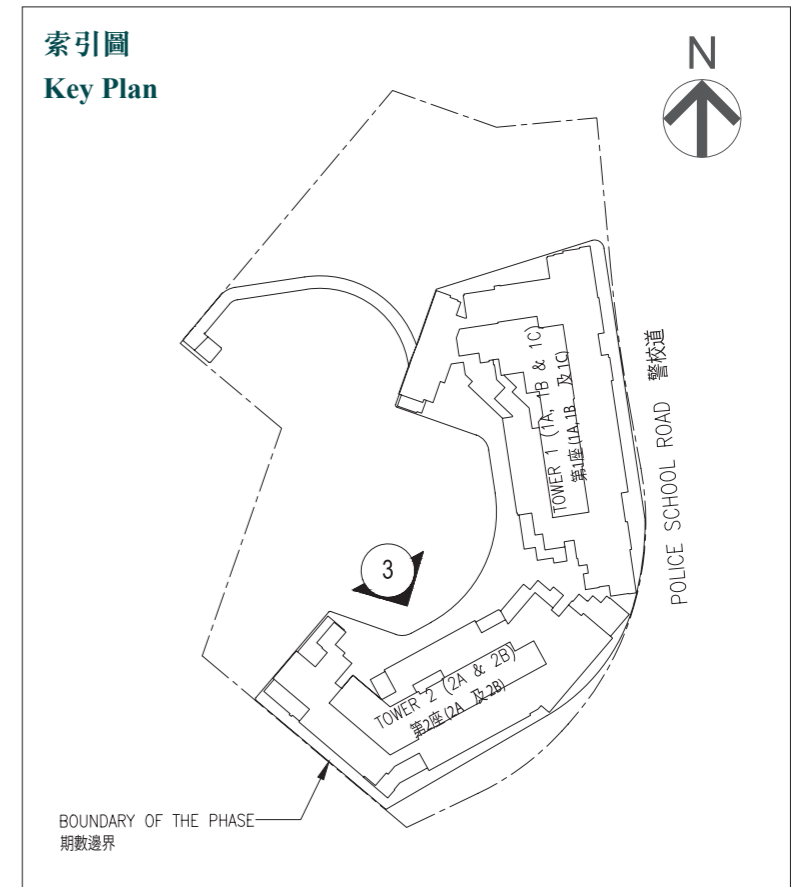 索引圖
Key Plan
N
TOWER 1 (1A, 1B & 1C)
第1座(1A,1B 及1C)
POLICE SCHOOL ROAD 警校道
3
TOWER 2 (2A & 2B)
第2座(2A 及2B)
BOUNDARY OF THE PHASE
期數邊界